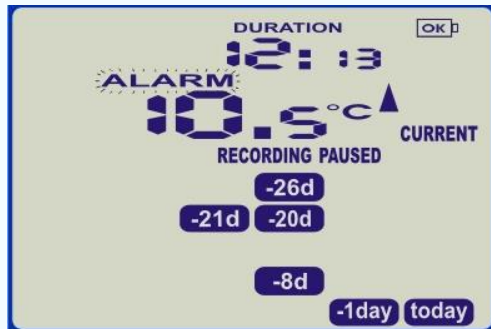 DURATION OK
12:13
ALARM
10.5°C
CURRENT
RECORDING PAUSED
-26d
-21d -20d
-8d
-1day today